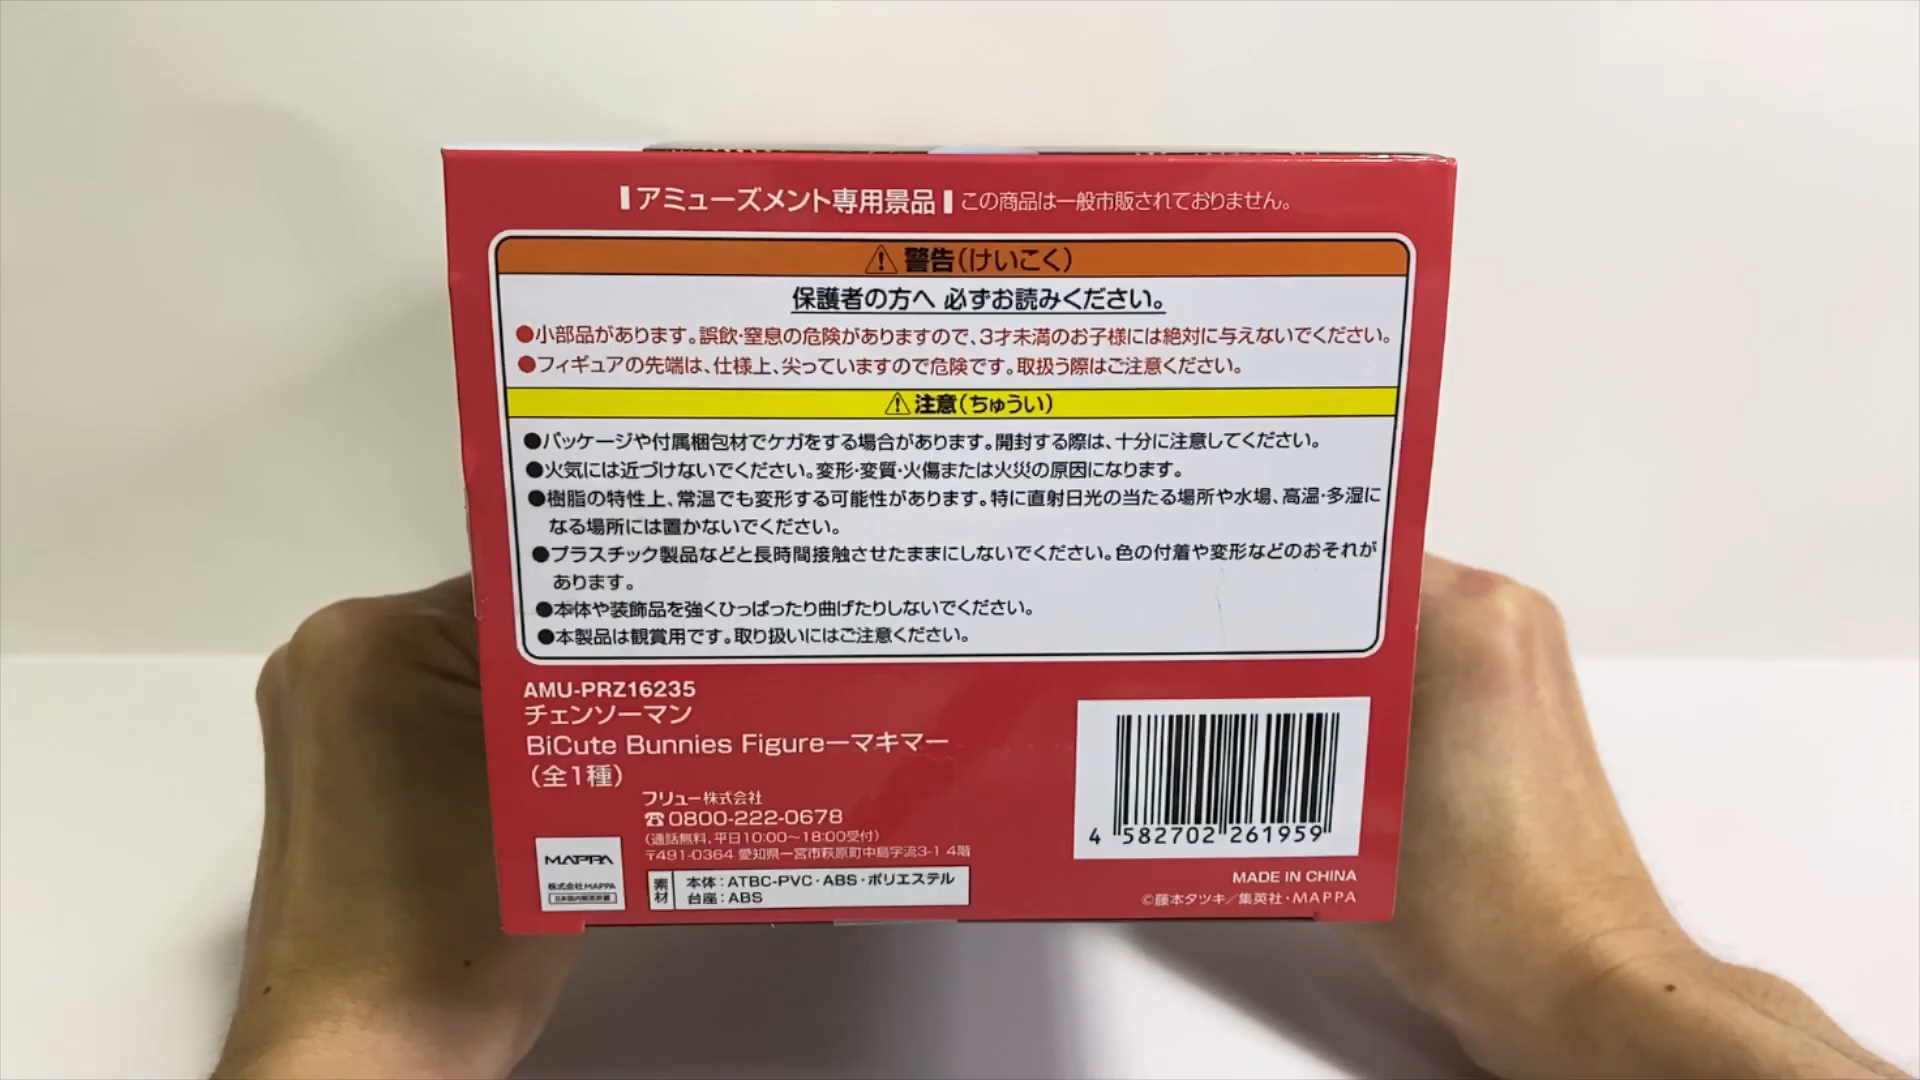 アミューズメント専用景品 この商品は一般市販されておりません。
警告(けいこく)
保護者の方へ 必ずお読みください。
●小部品があります。誤飲・窒息の危険がありますので、3才未満のお子様には絶対に与えないでください。
●フィギュアの先端は、仕様上、尖っていますので危険です。取扱う際はご注意ください。
注意(ちゅうい)
●パッケージや付属梱包材でケガをする場合があります。開封する際は、十分に注意してください。
●火気には近づけないでください。変形・変質・火傷または火災の原因になります。
●樹脂の特性上、常温でも変形する可能性があります。特に直射日光の当たる場所や水場、高温・多湿に
なる場所には置かないでください。
●プラスチック製品などと長時間接触させたままにしないでください。色の付着や変形などのおそれが
あります。
●本体や装飾品を強くひっぱったり曲げたりしないでください。
●本製品は観賞用です。取り扱いにはご注意ください。
AMU-PRZ16235
チェンソーマン
BiCute Bunnies Figureーマキマー
(全1種)
フリュー株式会社
☎0800-222-0678
(通話無料、平日10:00〜18:00受付)
〒491-0364 愛知県一宮市萩原町中島字流3-1 4階
MAPPA
株式会社MAPPA
素材
本体:ATBC-PVC・ABS・ポリエステル
台座:ABS
4 582702 261959
MADE IN CHINA
©藤本タツキ/集英社・MAPPA